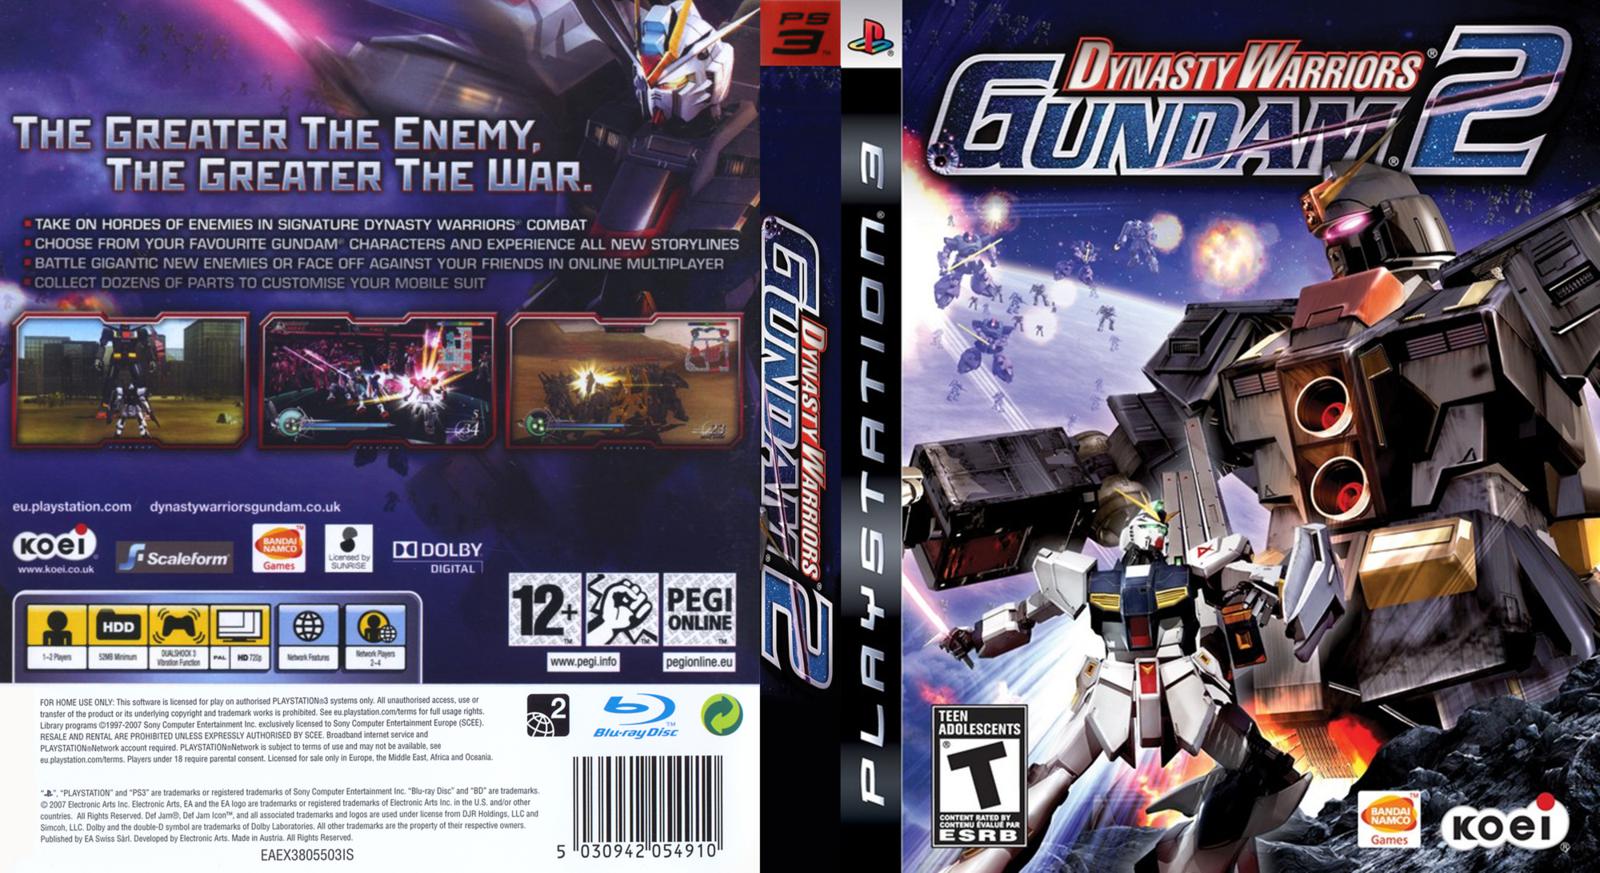 THE GREATER THE ENEMY,
THE GREATER THE WAR.
TAKE ON HORDES OF ENEMIES IN SIGNATURE DYNASTY WARRIORS® COMBAT
CHOOSE FROM YOUR FAVOURITE GUNDAM® CHARACTERS AND EXPERIENCE ALL NEW STORYLINES
BATTLE GIGANTIC NEW ENEMIES OR FACE OFF AGAINST YOUR FRIENDS IN ONLINE MULTIPLAYER
COLLECT DOZENS OF PARTS TO CUSTOMISE YOUR MOBILE SUIT
34
23
eu.playstation.com dynastywarriorsgundam.co.uk
KOEI
www.koei.co.uk
Scaleform
BANDAI
NAMCO
Games
Licensed by
SUNRISE
DOLBY
DIGITAL
12+
PEGI
ONLINE
www.pegi.info
pegionline.eu
HDD
1-2 Players
52MB Minimum
DUALSHOCK 3
Vibration Function
PAL HD 720p
Network Features
Network Players
2-4
FOR HOME USE ONLY: This software is licensed for play on authorised PLAYSTATION®3 systems only. All unauthorised access, use or
transfer of the product or its underlying copyright and trademark works is prohibited. See eu.playstation.com/terms for full usage rights.
Library programs ©1997-2007 Sony Computer Entertainment Inc. exclusively licensed to Sony Computer Entertainment Europe (SCEE).
RESALE AND RENTAL ARE PROHIBITED UNLESS EXPRESSLY AUTHORISED BY SCEE. Broadband internet service and
PLAYSTATION®Network account required. PLAYSTATION®Network is subject to terms of use and may not be available, see
eu.playstation.com/terms. Players under 18 require parental consent. Licensed for sale only in Europe, the Middle East, Africa and Oceania.
2
Blu-ray Disc™
", "PLAYSTATION" and "PS3" are trademarks or registered trademarks of Sony Computer Entertainment Inc. "Blu-ray Disc" and "BD" are trademarks.
© 2007 Electronic Arts Inc. Electronic Arts, EA and the EA logo are trademarks or registered trademarks of Electronic Arts Inc. in the U.S. and/or other
countries. All Rights Reserved. Def Jam®, Def Jam Icon™, and all associated trademarks and logos are used under license from DJR Holdings, LLC and
Simcoh, LLC. Dolby and the double-D symbol are trademarks of Dolby Laboratories. All other trademarks are the property of their respective owners.
Published by EA Swiss Sàrl. Developed by Electronic Arts. Made in Austria. All Rights Reserved.
EAEX3805503IS
5 030942 054910
PS3™
PLAYSTATION®3
DYNASTY WARRIORS®
GUNDAM® 2
DYNASTY WARRIORS®
GUNDAM® 2
TEEN
ADOLESCENTS
T
CONTENT RATED BY
CONTENU ÉVALUÉ PAR
ESRB
BANDAI
NAMCO
Games
KOEI®